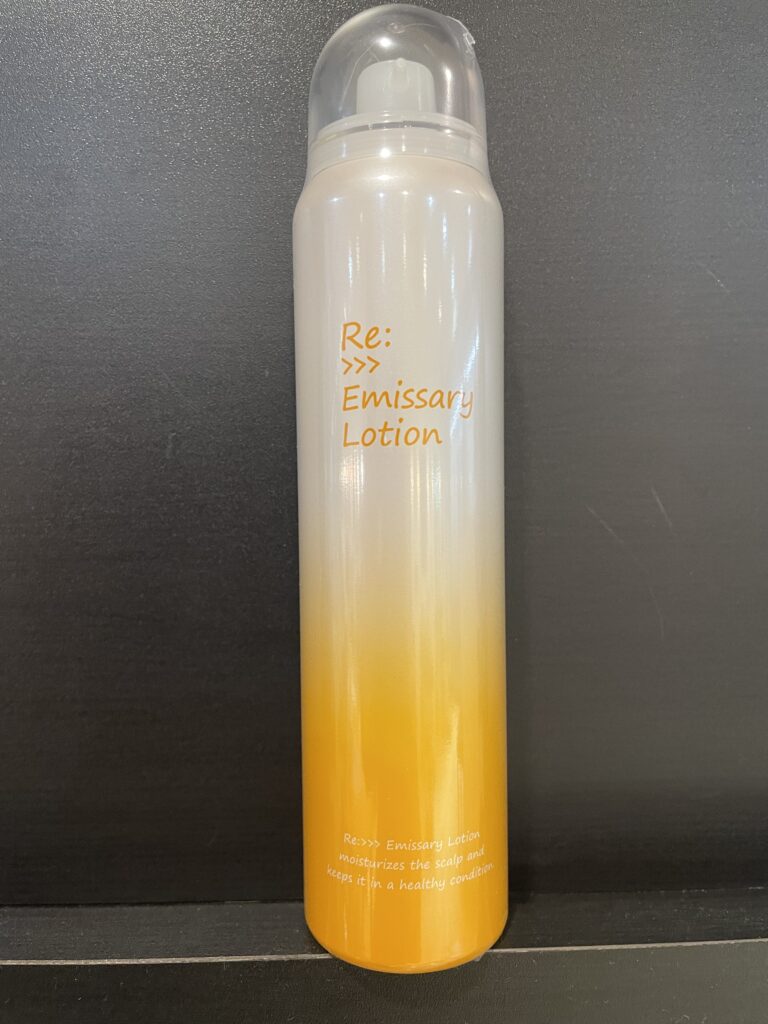 Re:
>>>
Emissary
Lotion
Re:>>> Emissary Lotion
moisturizes the scalp and
keeps it in a healthy condition.